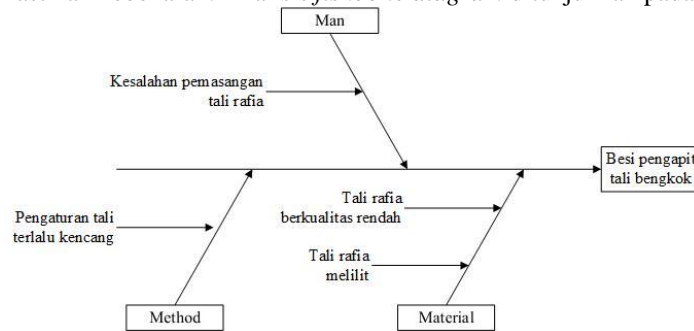 Man
Kesalahan pemasangan
tali rafia
Besi pengapit
tali bengkok
Tali rafia
berkualitas rendah
Pengaturan tali
terlalu kencang
Tali rafia
melilit
Method
Material